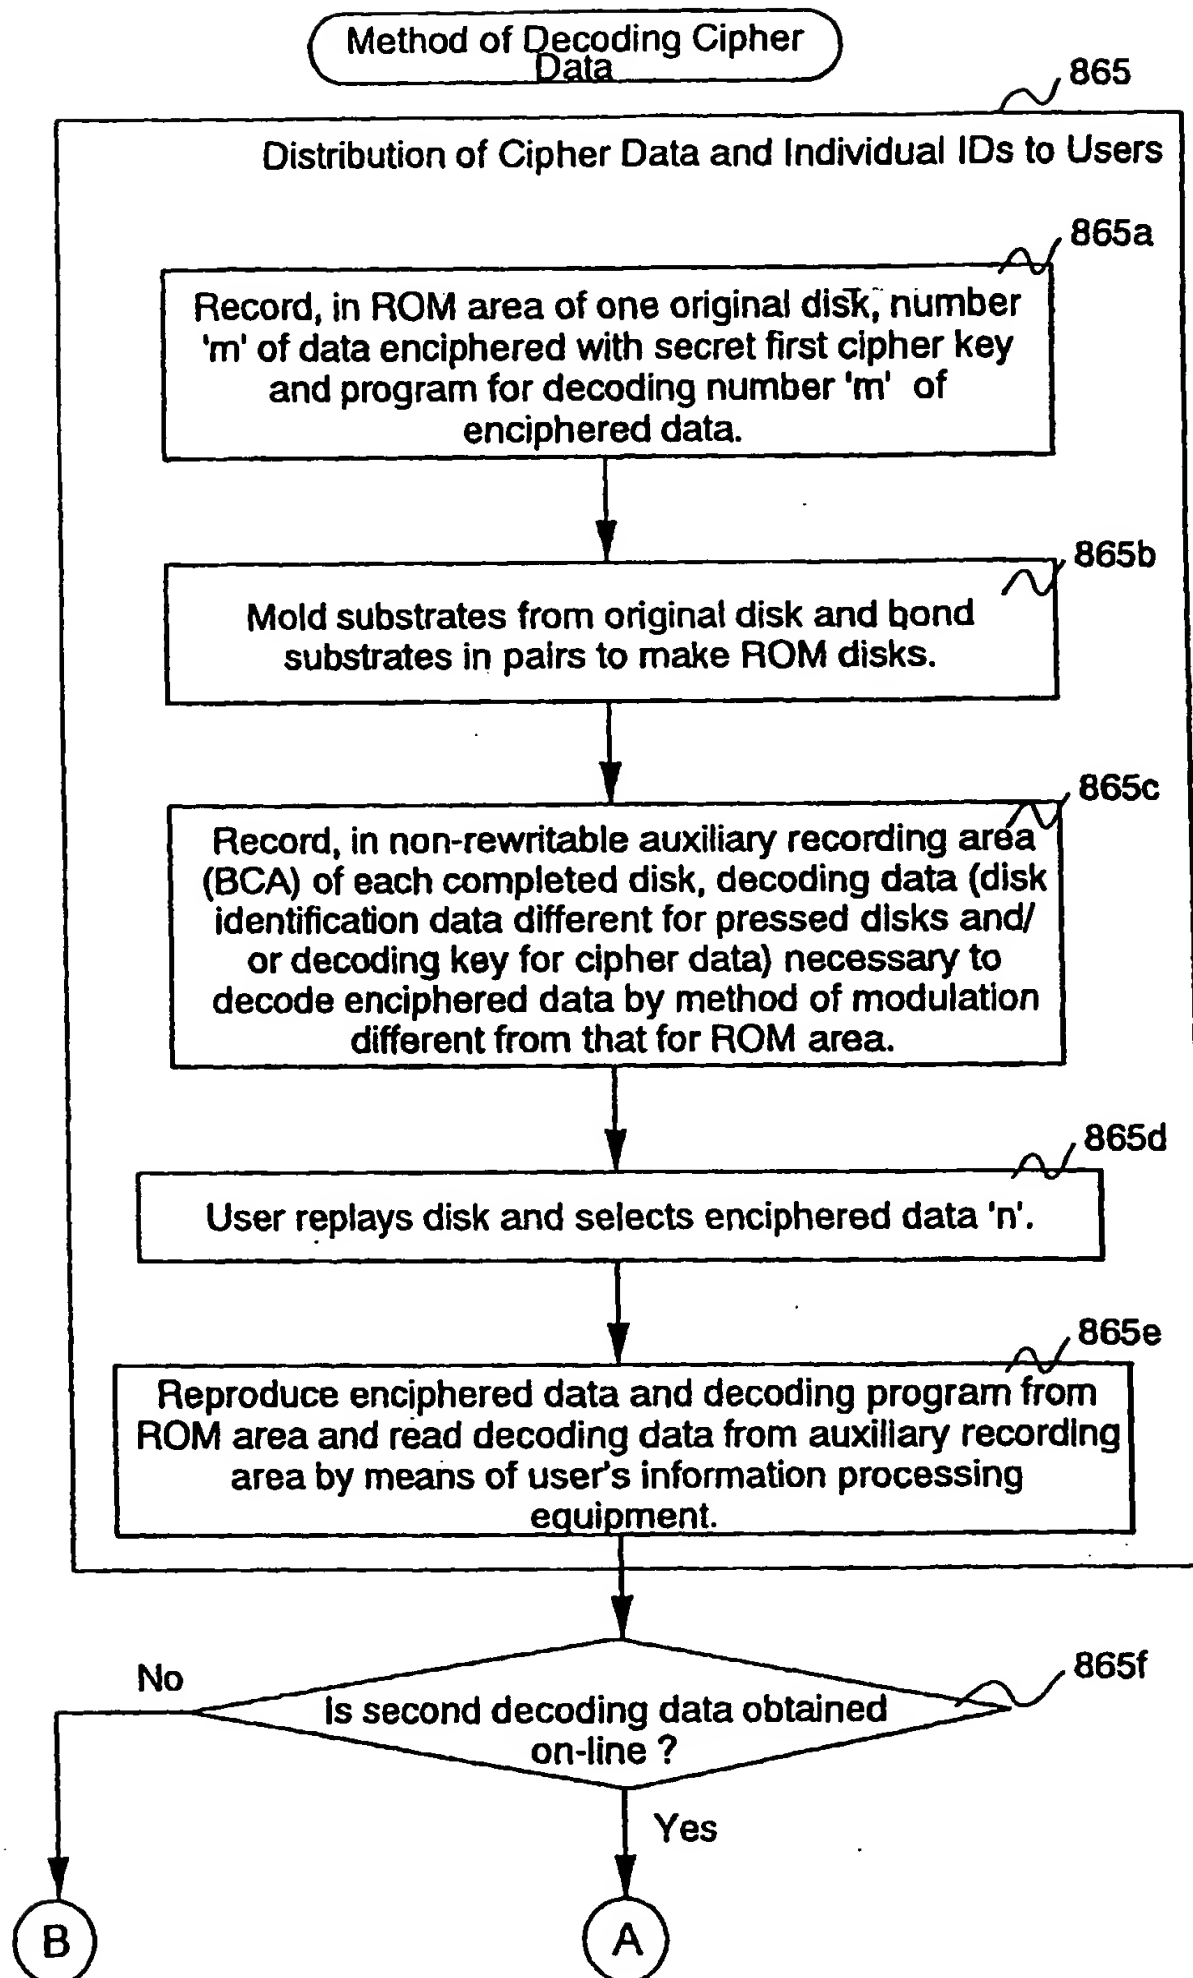 Method of Decoding Cipher
Data
865
Distribution of Cipher Data and Individual IDs to Users
865a
Record, in ROM area of one original disk, number
'm' of data enciphered with secret first cipher key
and program for decoding number 'm' of
enciphered data.
865b
Mold substrates from original disk and bond
substrates in pairs to make ROM disks.
865c
Record, in non-rewritable auxiliary recording area
(BCA) of each completed disk, decoding data (disk
identification data different for pressed disks and/
or decoding key for cipher data) necessary to
decode enciphered data by method of modulation
different from that for ROM area.
865d
User replays disk and selects enciphered data 'n'.
865e
Reproduce enciphered data and decoding program from
ROM area and read decoding data from auxiliary recording
area by means of user's information processing
equipment.
865f
No
Is second decoding data obtained
on-line ?
Yes
B
A